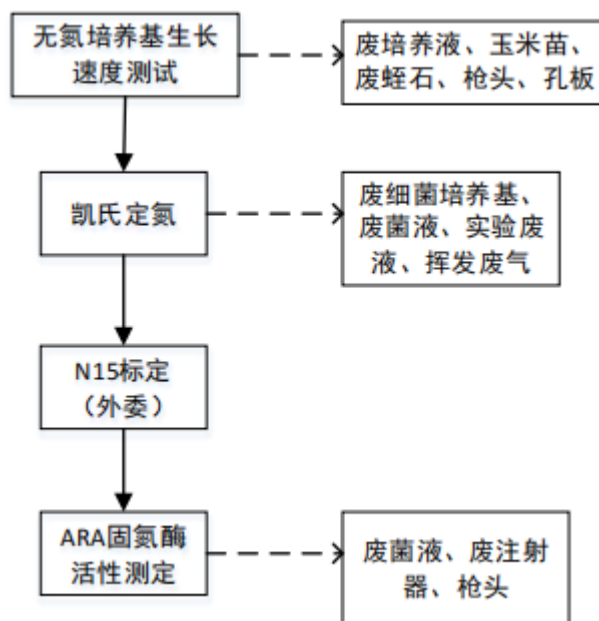 无氮培养基生长
速度测试
废培养液、玉米苗、
废蛭石、枪头、孔板
凯氏定氮
废细菌培养基、
废菌液、实验废
液、挥发废气
N15标定
（外委）
ARA固氮酶
活性测定
废菌液、废注射
器、枪头